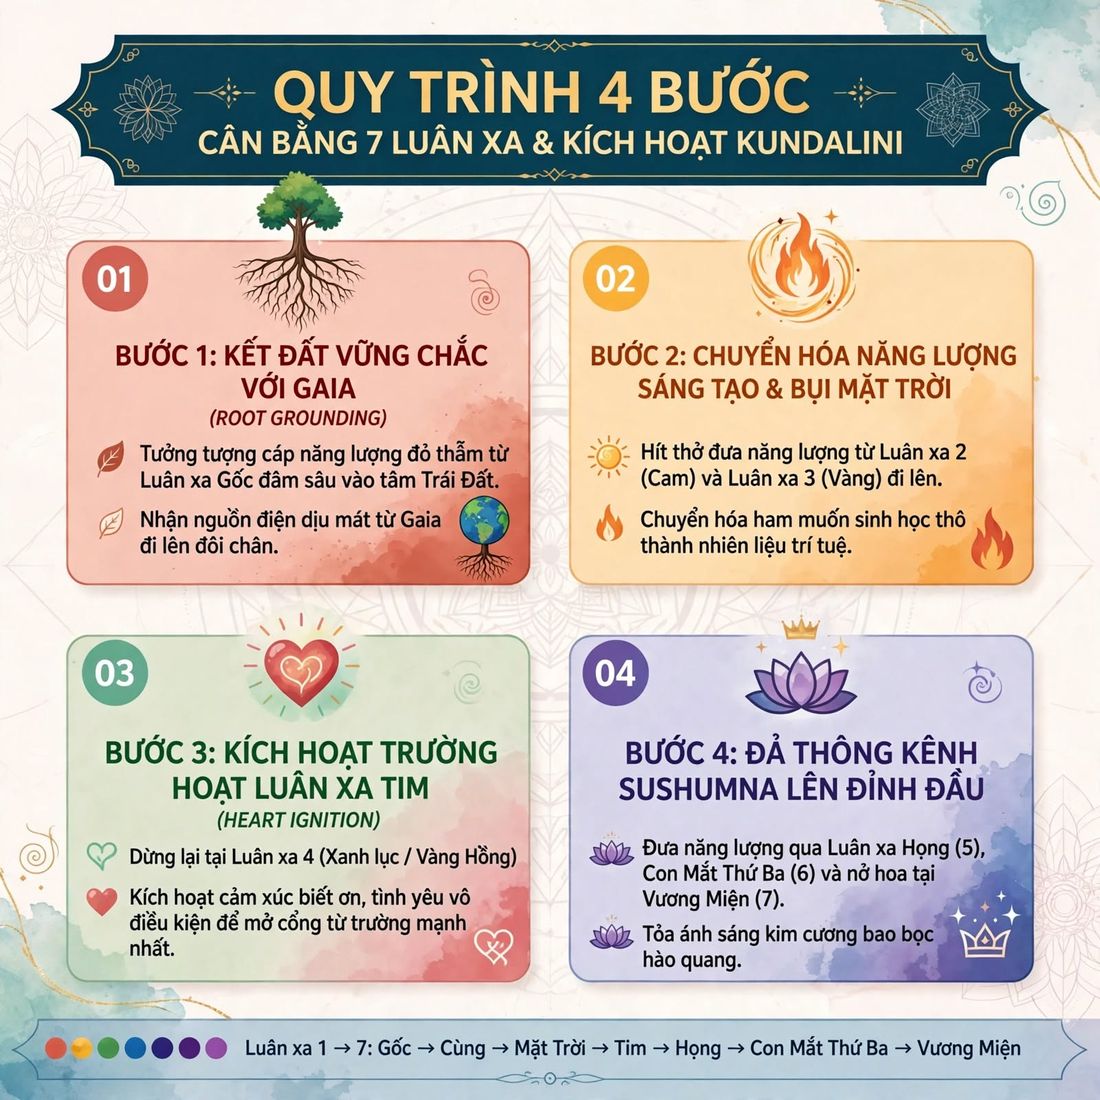 QUY TRÌNH 4 BƯỚC
CÂN BẰNG 7 LUÂN XA & KÍCH HOẠT KUNDALINI
01
BƯỚC 1: KẾT ĐẤT VỮNG CHẮC
VỚI GAIA
(ROOT GROUNDING)
Tưởng tượng cáp năng lượng đỏ thẫm từ
Luân xa Gốc đâm sâu vào tâm Trái Đất.
Nhận nguồn điện dịu mát từ Gaia
đi lên đôi chân.
02
BƯỚC 2: CHUYỂN HÓA NĂNG LƯỢNG
SÁNG TẠO & BỤI MẶT TRỜI
Hít thở đưa năng lượng từ Luân xa 2
(Cam) và Luân xa 3 (Vàng) đi lên.
Chuyển hóa ham muốn sinh học thô
thành nhiên liệu trí tuệ.
03
BƯỚC 3: KÍCH HOẠT TRƯỜNG
HOẠT LUÂN XA TIM
(HEART IGNITION)
Dừng lại tại Luân xa 4 (Xanh lục / Vàng Hồng)
Kích hoạt cảm xúc biết ơn, tình yêu vô
điều kiện để mở cổng từ trường mạnh
nhất.
04
BƯỚC 4: ĐẢ THÔNG KÊNH
SUSHUMNA LÊN ĐỈNH ĐẦU
Đưa năng lượng qua Luân xa Họng (5),
Con Mắt Thứ Ba (6) và nở hoa tại
Vương Miện (7).
Tỏa ánh sáng kim cương bao bọc
hào quang.
Luân xa 1 → 7: Gốc → Cùng → Mặt Trời → Tim → Họng → Con Mắt Thứ Ba → Vương Miện